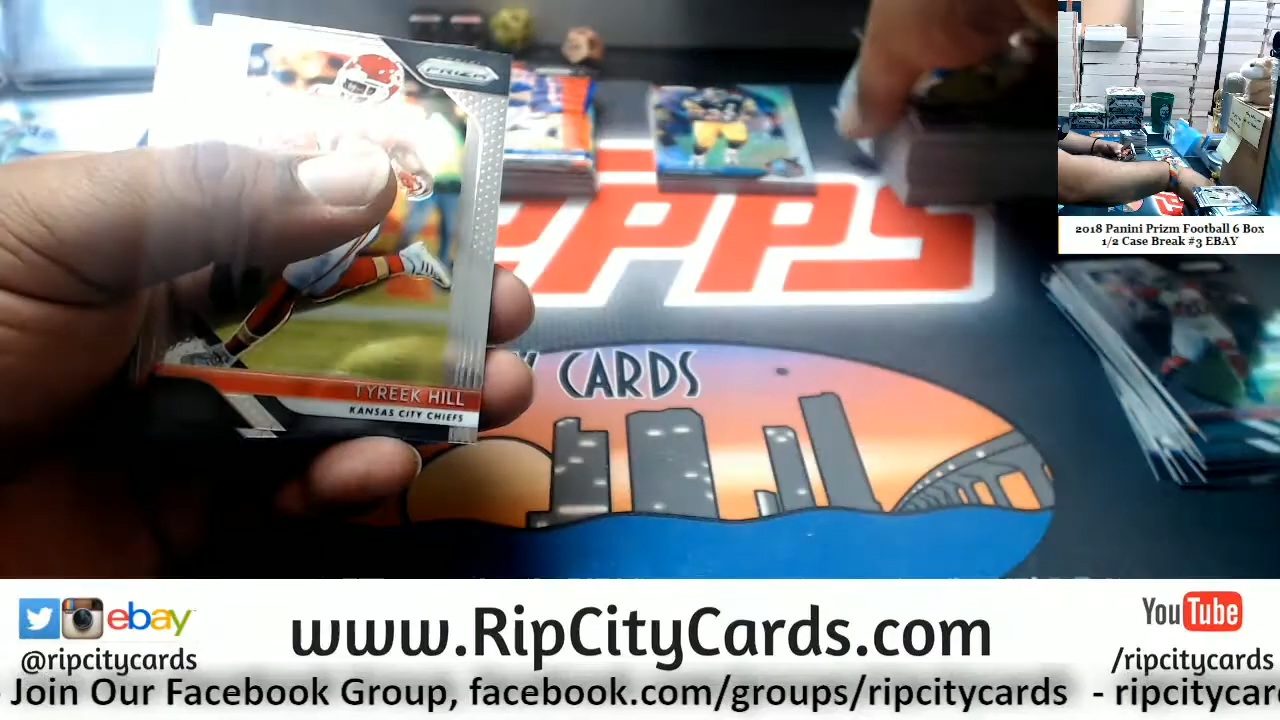 PRIZM
TYREEK HILL
KANSAS CITY CHIEFS
TOPPS
CARDS
2018 Panini Prizm Football 6 Box
1/2 Case Break #3 EBAY
ebay
@ripcitycards
www.RipCityCards.com
YouTube
/ripcitycards
- Join Our Facebook Group, facebook.com/groups/ripcitycards - ripcitycar